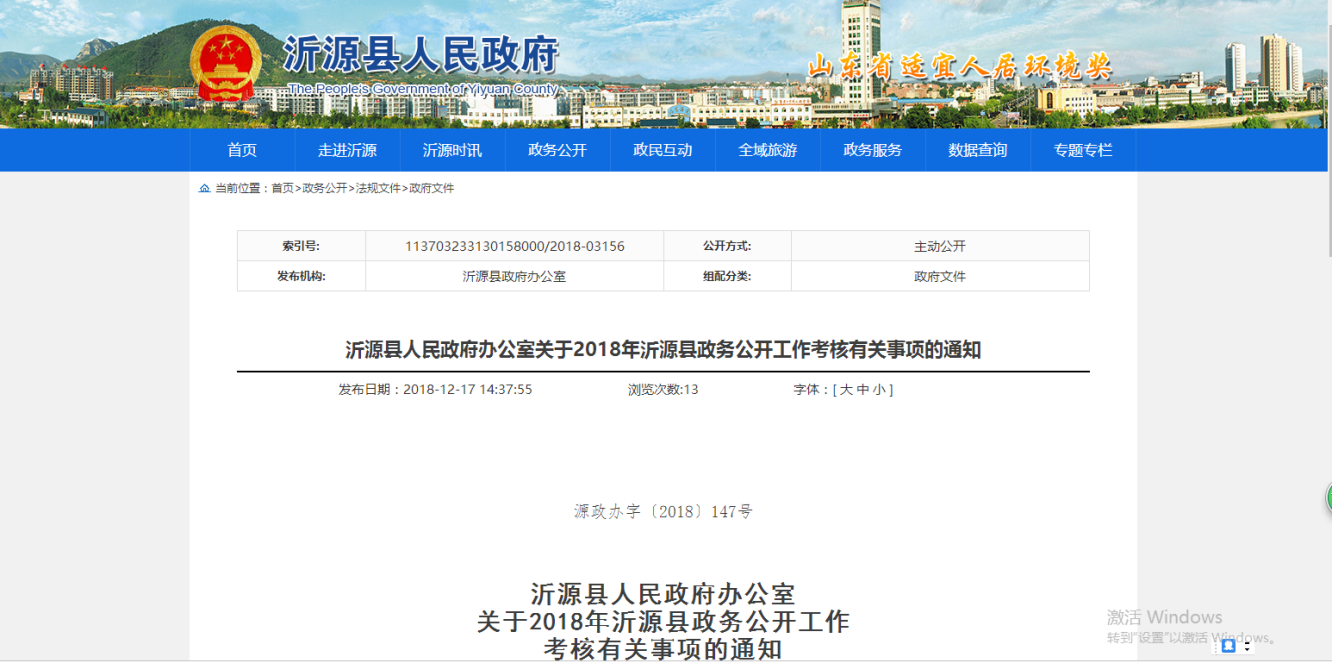 沂源县人民政府
The People's Government of Yiyuan County
山东省适宜人居环境奖
首页 走进沂源 沂源时讯 政务公开 政民互动 全域旅游 政务服务 数据查询 专题专栏
当前位置：首页>政务公开>法规文件>政府文件
索引号: 113703233130158000/2018-03156 公开方式: 主动公开
发布机构: 沂源县政府办公室 组配分类: 政府文件
沂源县人民政府办公室关于2018年沂源县政务公开工作考核有关事项的通知
发布日期：2018-12-17 14:37:55 浏览次数:13 字体：[ 大 中 小 ]
源政办字〔2018〕147号
沂源县人民政府办公室
关于2018年沂源县政务公开工作
考核有关事项的通知
激活 Windows
转到"设置"以激活 Windows。